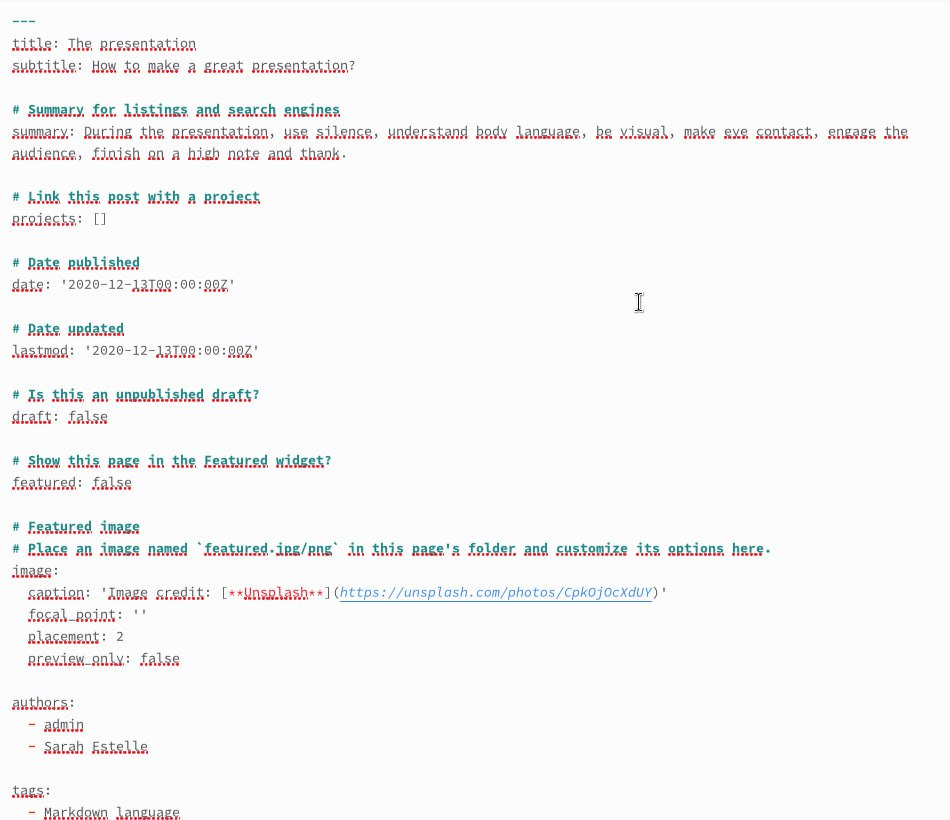 ---
title: The presentation
subtitle: How to make a great presentation?
# Summary for listings and search engines
summary: During the presentation, use silence, understand body language, be visual, make eye contact, engage the
audience, finish on a high note and thank.
# Link this post with a project
projects: []
# Date published
date: '2020-12-13T00:00:00Z'
# Date updated
lastmod: '2020-12-13T00:00:00Z'
# Is this an unpublished draft?
draft: false
# Show this page in the Featured widget?
featured: false
# Featured image
# Place an image named `featured.jpg/png` in this page's folder and customize its options here.
image:
  caption: 'Image credit: [**Unsplash**](https://unsplash.com/photos/CpkOjOcXdUY)'
  focal_point: ''
  placement: 2
  preview_only: false
authors:
  - admin
  - Sarah Estelle
tags:
  - Markdown language